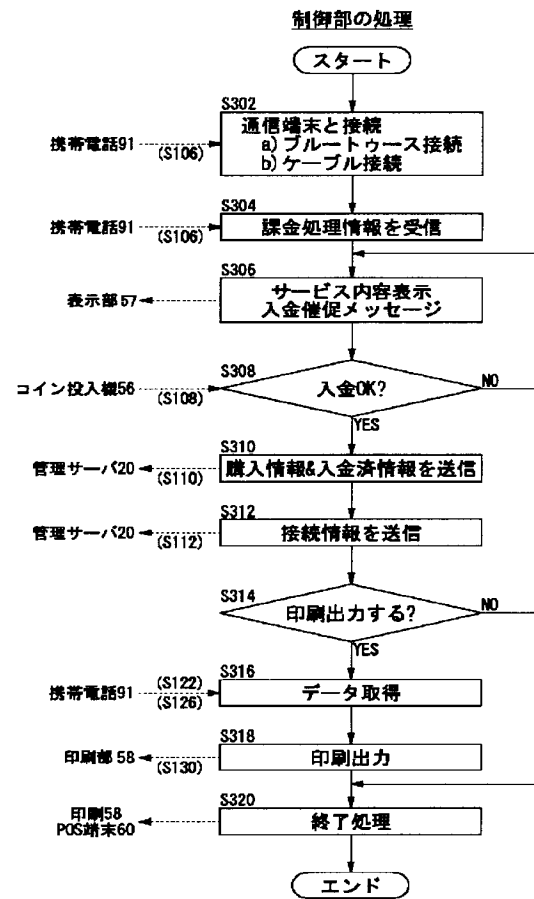 制御部の処理
スタート
S302
通信端末と接続
a)ブルートゥース接続
b)ケーブル接続
携帯電話91
(S106)
S304
課金処理情報を受信
携帯電話91
(S106)
S306
サービス内容表示
入金催促メッセージ
表示部57
S308
入金OK?
NO
コイン投入機56
(S108)
YES
S310
購入情報&入金済情報を送信
管理サーバ20
(S110)
S312
接続情報を送信
管理サーバ20
(S112)
S314
印刷出力する?
NO
YES
S316
データ取得
携帯電話91
(S122)
(S126)
S318
印刷出力
印刷部58
(S130)
S320
終了処理
印刷58
POS端末60
エンド